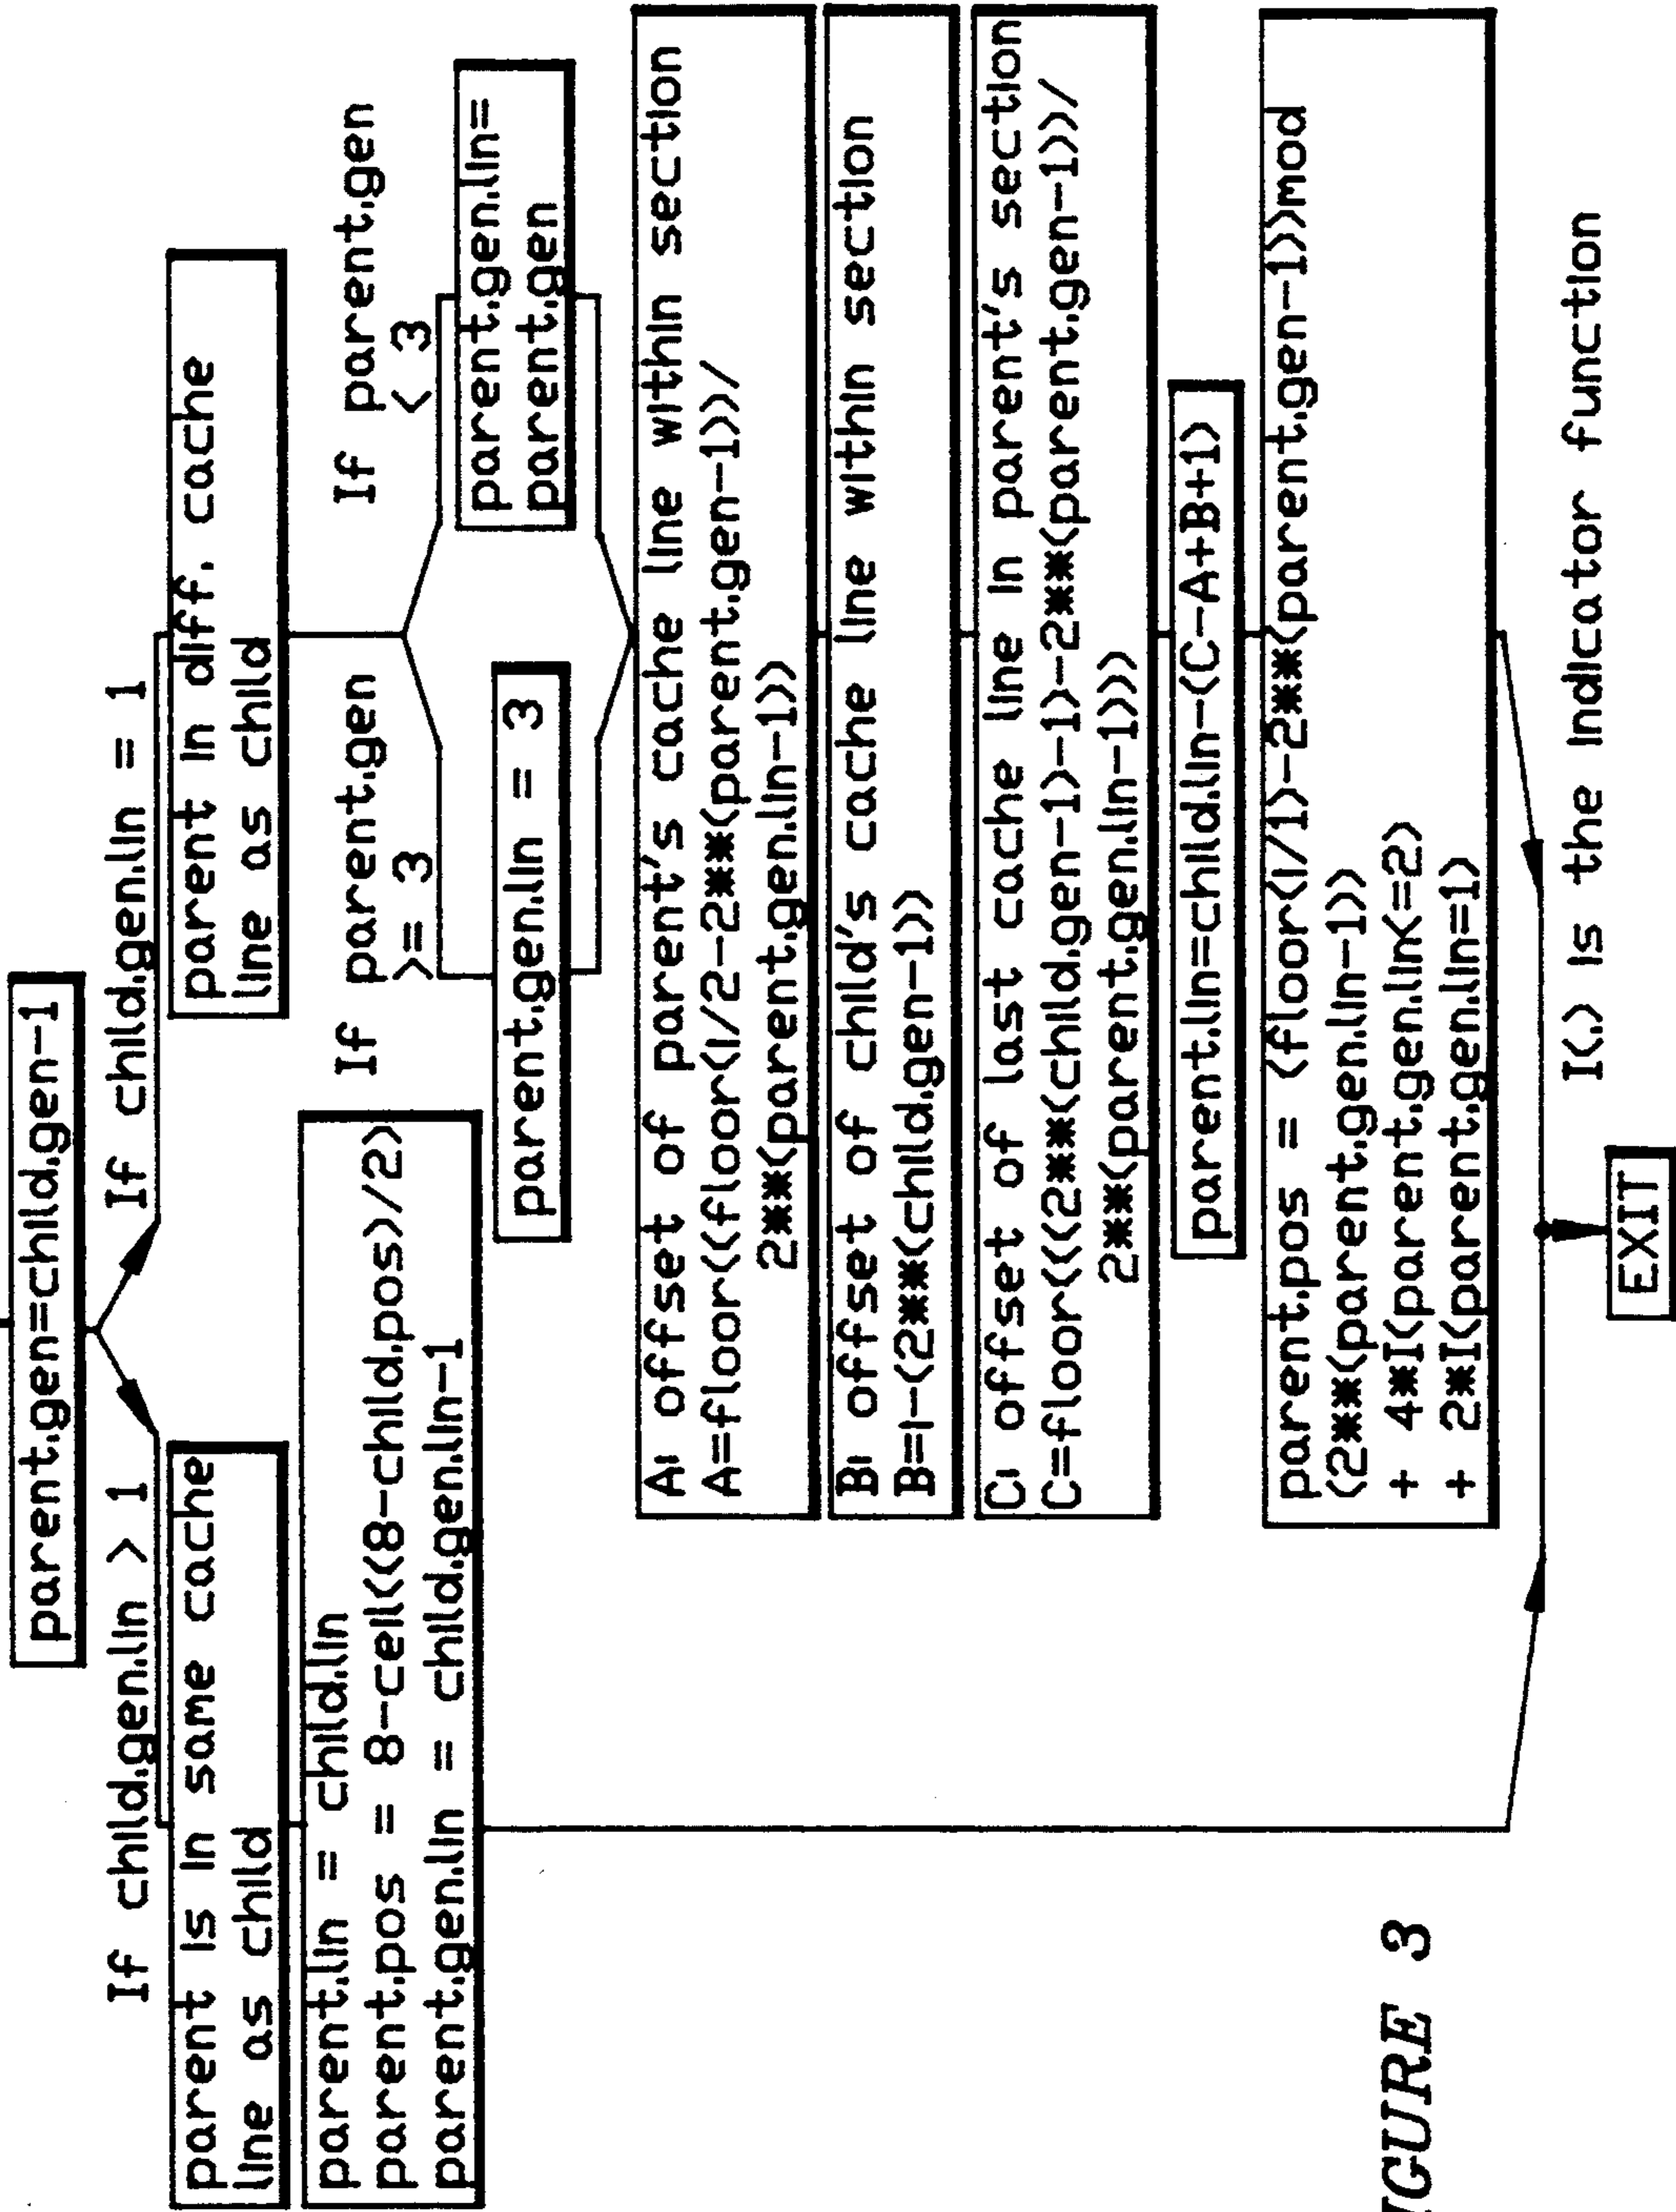 parent.gen=child.gen-1
If child.gen.lin > 1
If child.gen.lin = 1
parent is in same cache
line as child
parent in diff. cache
line as child
parent.lin = child.lin
parent.pos = 8-ceil((8-child.pos)/2)
parent.gen.lin = child.gen.lin-1
If parent.gen
>= 3
If parent.gen
< 3
parent.gen.lin = 3
parent.gen.lin=
parent.gen
A: offset of parent's cache line within section
A=floor((floor(i/2-2**(parent.gen-1))/
2**(parent.gen.lin-1))
B: offset of child's cache line within section
B=i-(2**(child.gen-1))
C: offset of last cache line in parent's section
C=floor(((2**(child.gen-1)-1)-2**(parent.gen-1))/
2**(parent.gen.lin-1)))
parent.lin=child.lin-(C-A+B+1)
parent.pos = (floor(i/1)-2**(parent.gen-1))mod
(2**(parent.gen.lin-1))
+ 4*I(parent.gen.lin<=2)
+ 2*I(parent.gen.lin=1)
EXIT
I(.) is the indicator function
IGURE 3